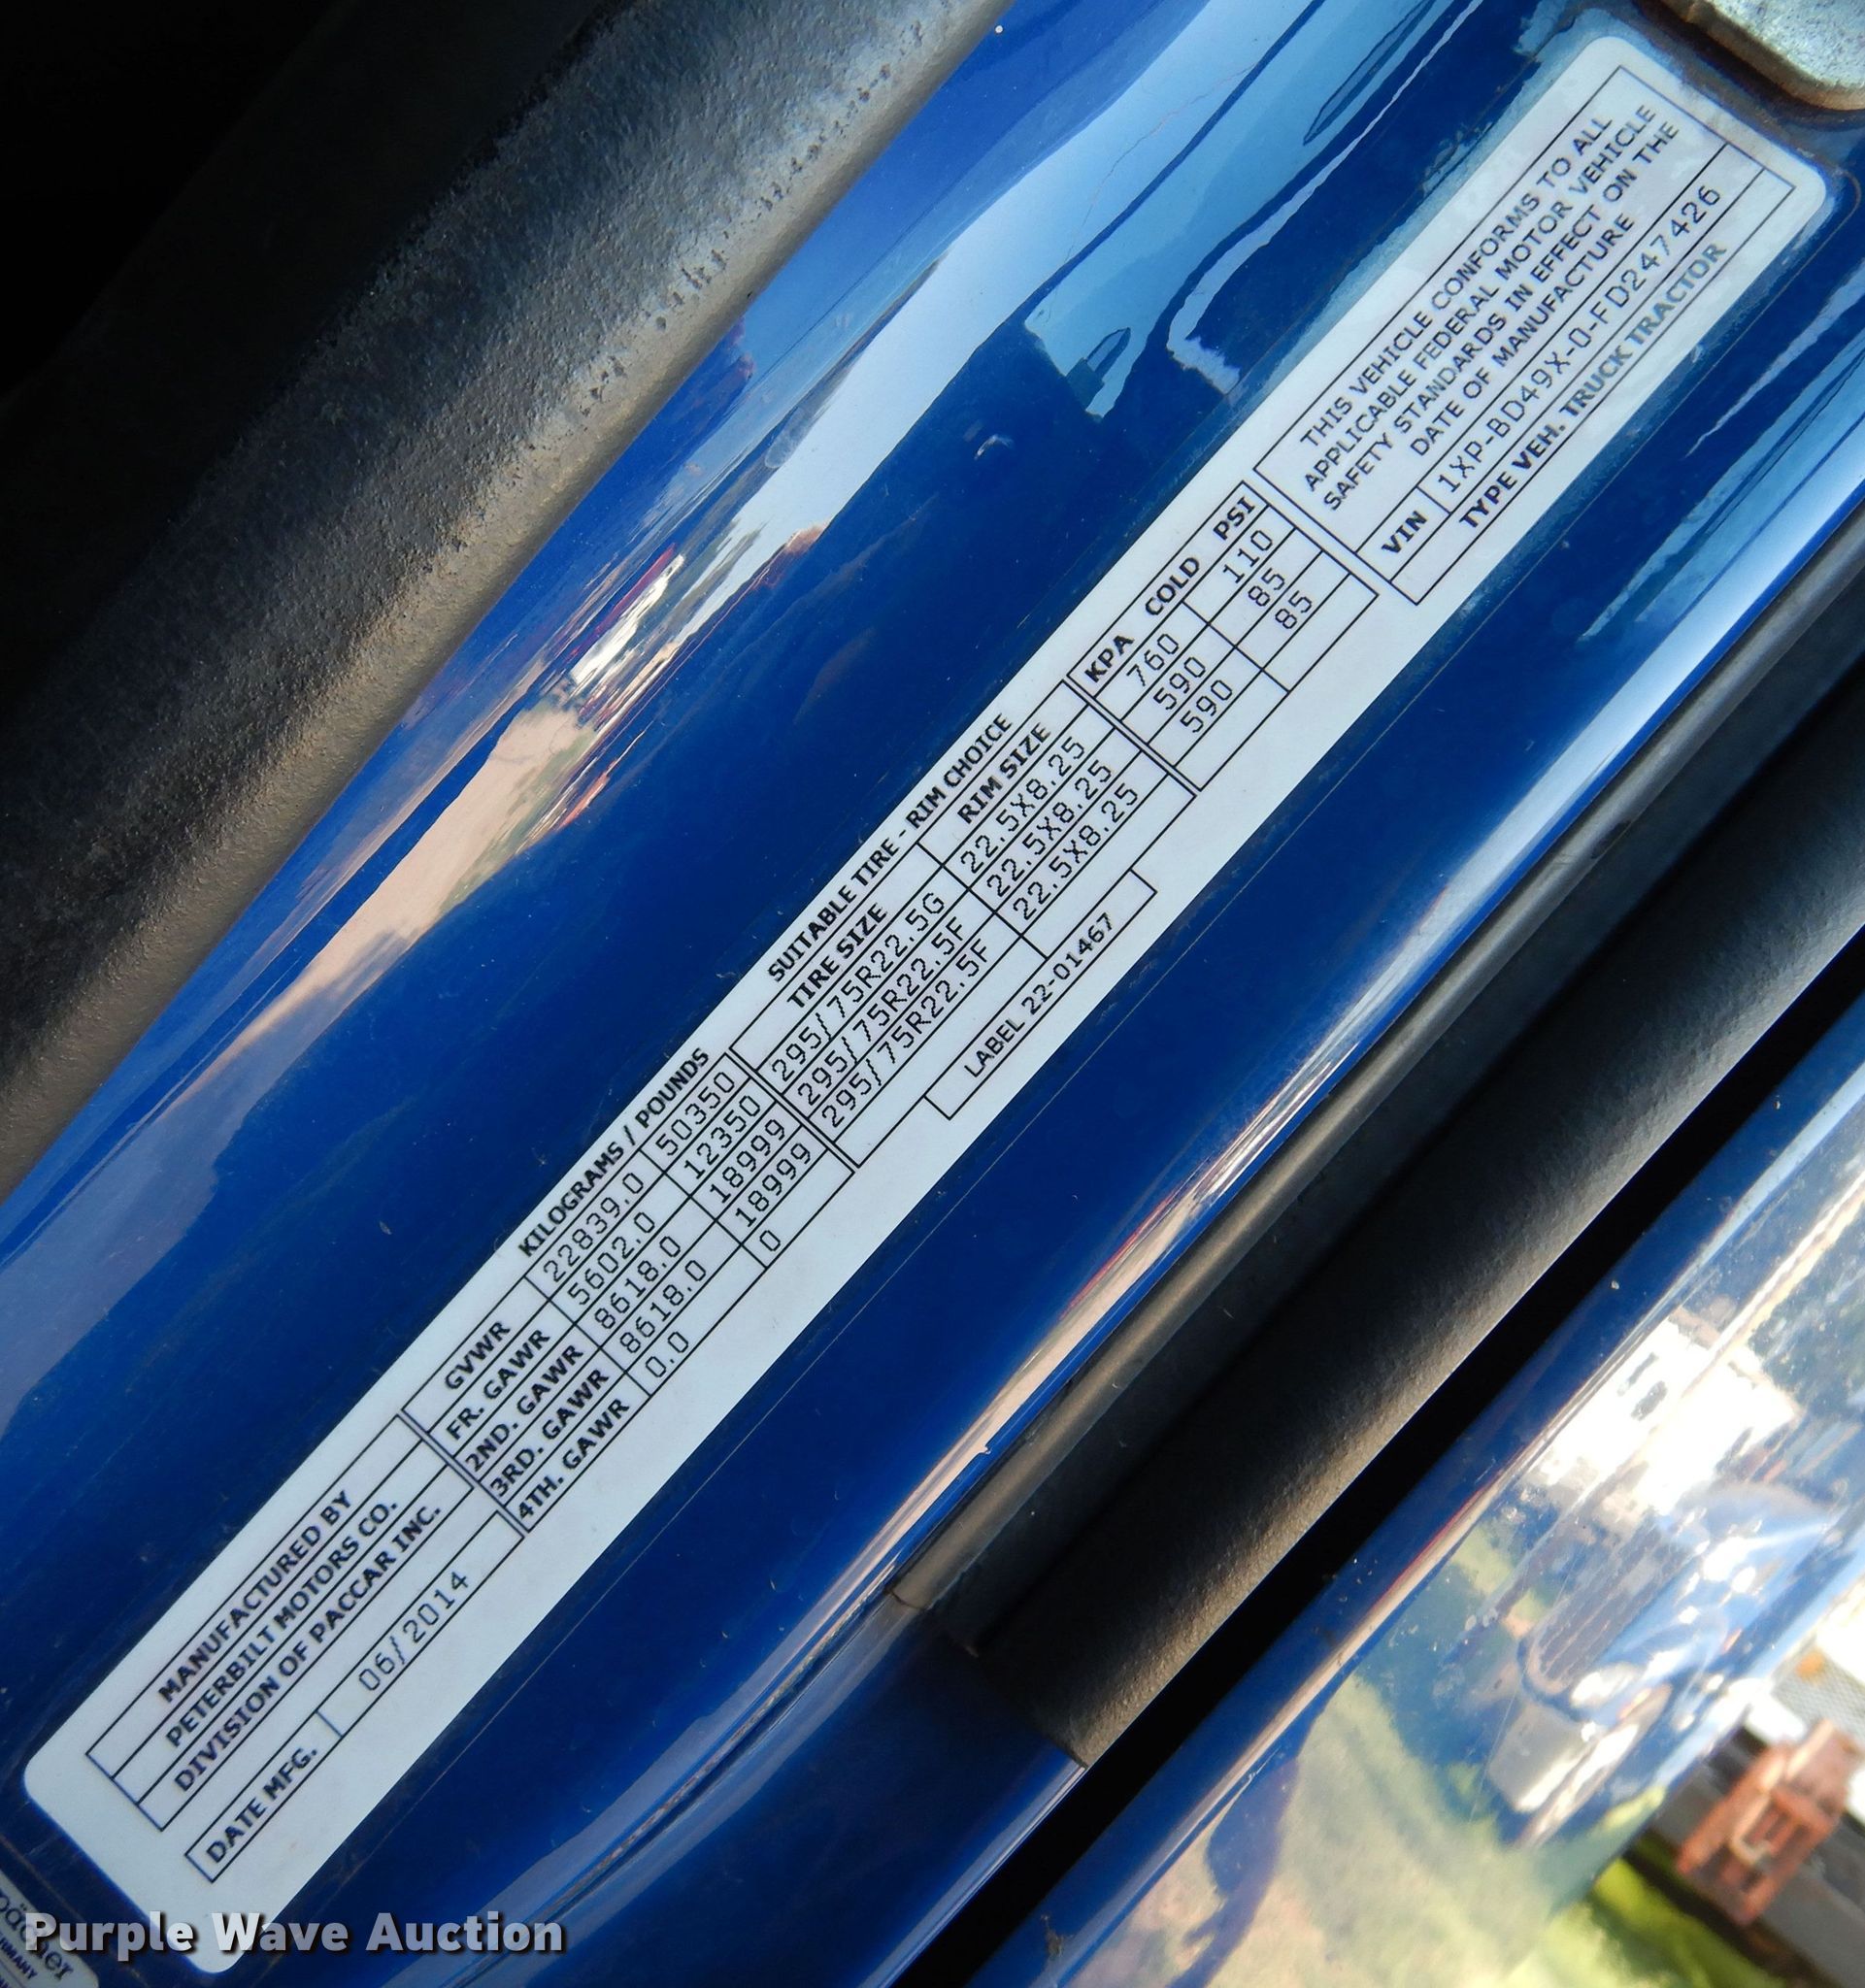 MANUFACTURED BY
PETERBILT MOTORS CO.
DIVISION OF PACCAR INC.
DATE MFG. 06/2014
KILOGRAMS / POUNDS
GVWR 22839.0 50350
FR. GAWR 5602.0 12350
2ND. GAWR 8618.0 18999
3RD. GAWR 8618.0 18999
4TH. GAWR 0.0 0
SUITABLE TIRE - RIM CHOICE
TIRE SIZE RIM SIZE KPA COLD PSI
295/75R22.5G 22.5X8.25 760 110
295/75R22.5F 22.5X8.25 590 85
295/75R22.5F 22.5X8.25 590 85
LABEL 22-01467
THIS VEHICLE CONFORMS TO ALL
APPLICABLE FEDERAL MOTOR VEHICLE
SAFETY STANDARDS IN EFFECT ON THE
DATE OF MANUFACTURE
VIN 1XP-BD49X-0-FD247426
TYPE VEH. TRUCK TRACTOR
Purple Wave Auction